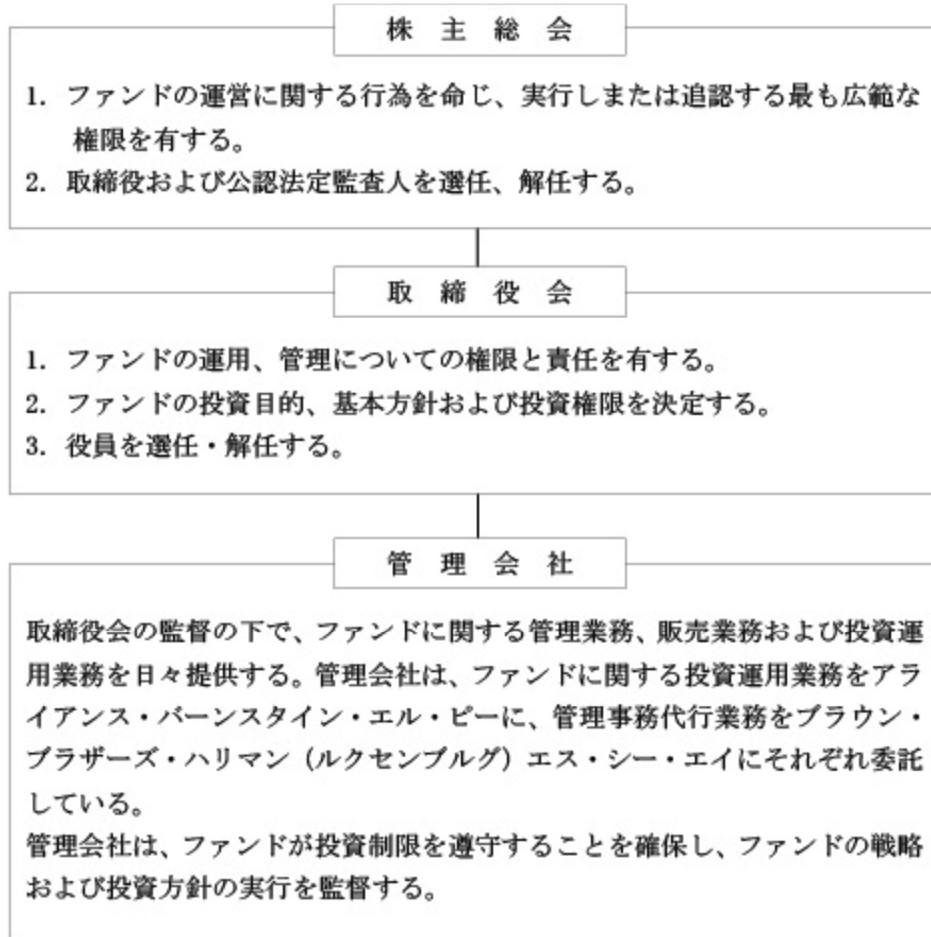 株主総会
1. ファンドの運営に関する行為を命じ、実行しまたは追認する最も広範な
権限を有する。
2. 取締役および公認法定監査人を選任、解任する。
取締役会
1. ファンドの運用、管理についての権限と責任を有する。
2. ファンドの投資目的、基本方針および投資権限を決定する。
3. 役員を選任・解任する。
管理会社
取締役会の監督の下で、ファンドに関する管理業務、販売業務および投資運
用業務を日々提供する。管理会社は、ファンドに関する投資運用業務をアラ
イアンス・バーンスタイン・エル・ピーに、管理事務代行業務をブラウン・
ブラザーズ・ハリマン（ルクセンブルグ）エス・シー・エイにそれぞれ委託
している。
管理会社は、ファンドが投資制限を遵守することを確保し、ファンドの戦略
および投資方針の実行を監督する。